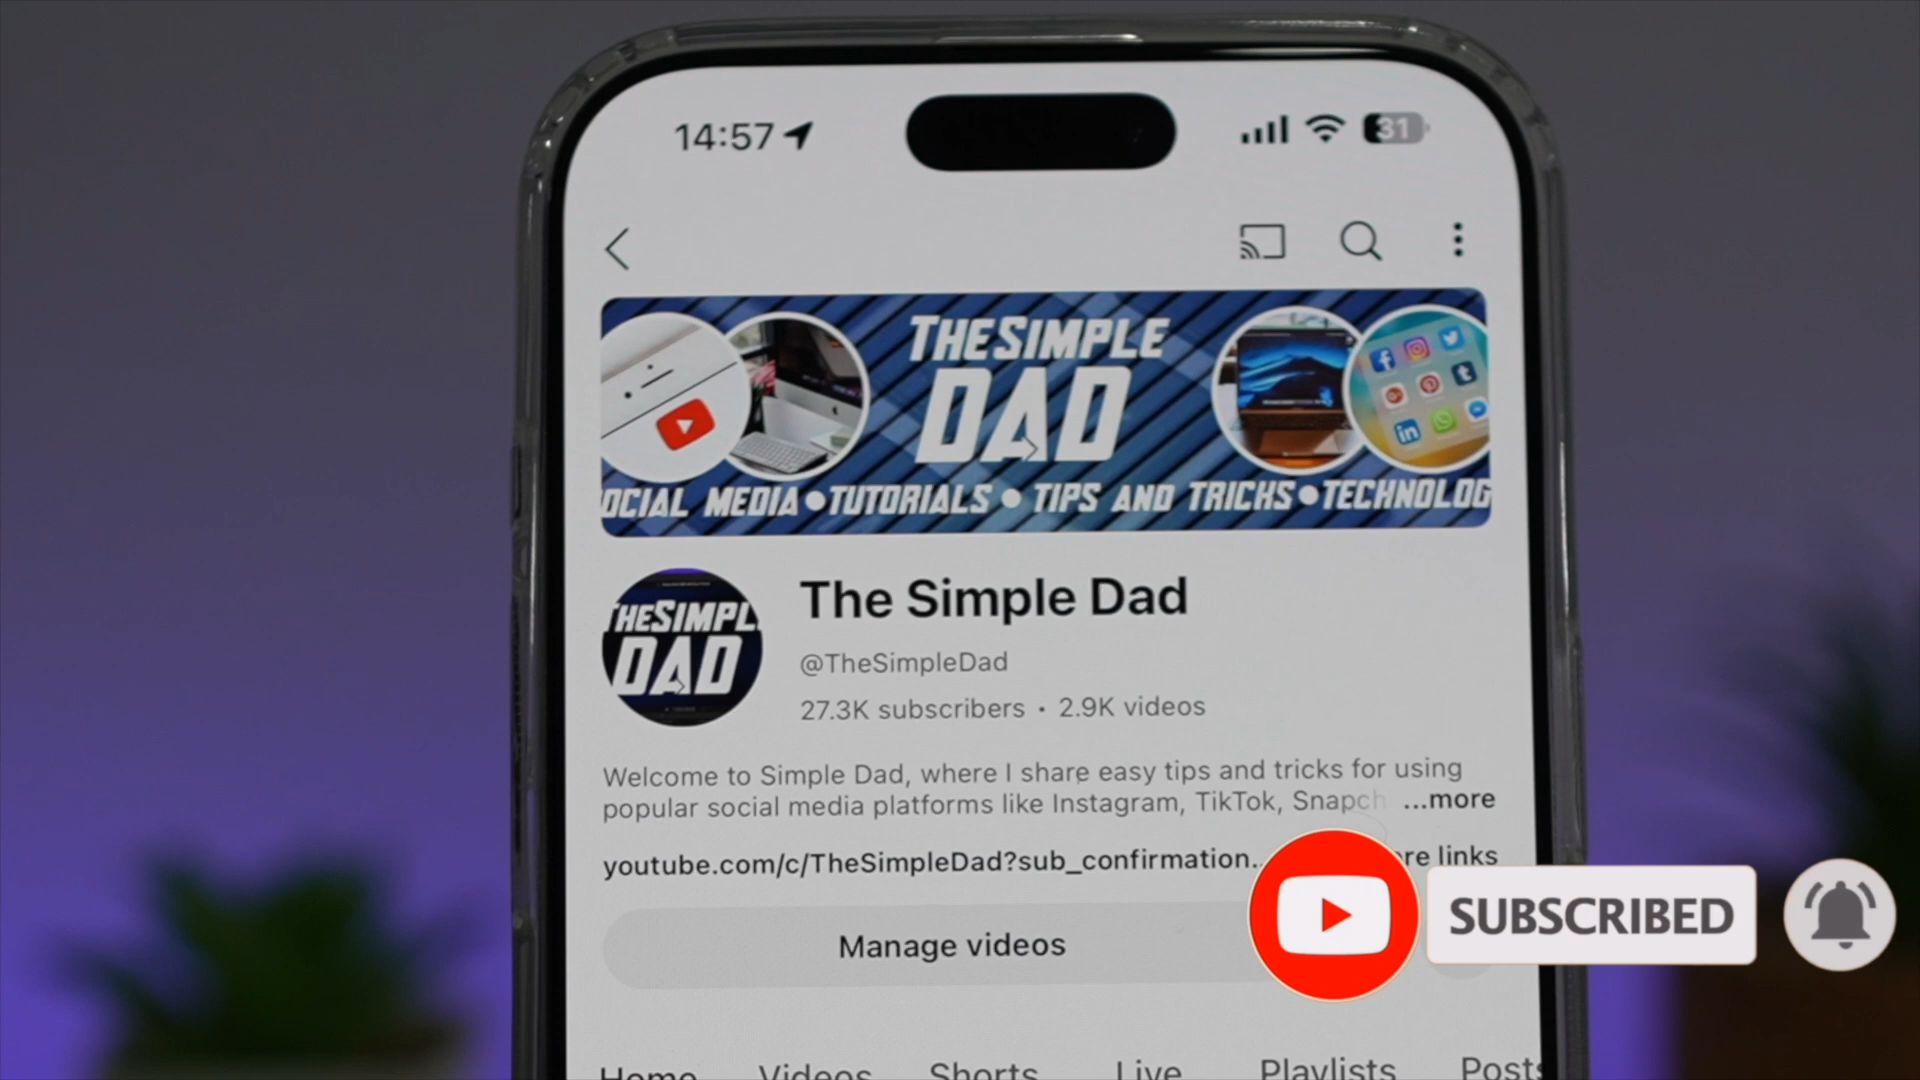 14:57
31
THESIMPLE
DAD
OCIAL MEDIA●TUTORIALS ● TIPS AND TRICKS●TECHNOLOG
THESIMPL
DAD
The Simple Dad
@TheSimpleDad
27.3K subscribers · 2.9K videos
Welcome to Simple Dad, where I share easy tips and tricks for using
popular social media platforms like Instagram, TikTok, Snapch ...more
youtube.com/c/TheSimpleDad?sub_confirmation.. re links
SUBSCRIBED
Manage videos
Home Videos Shorts Live Playlists Posts